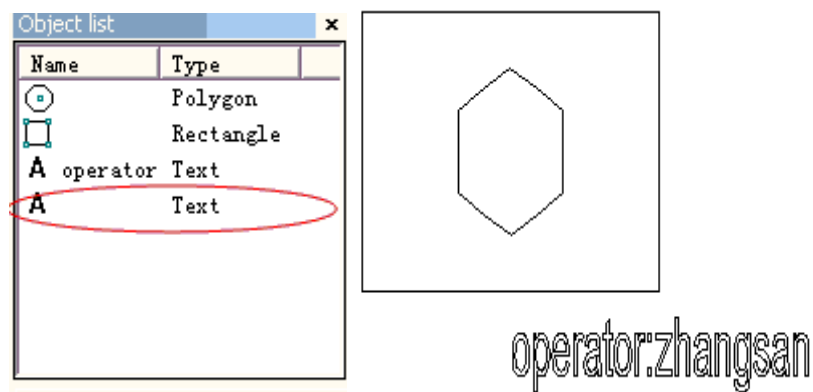 Object list
Name Type
Polygon
Rectangle
A operator Text
A Text
operator:zhangsan